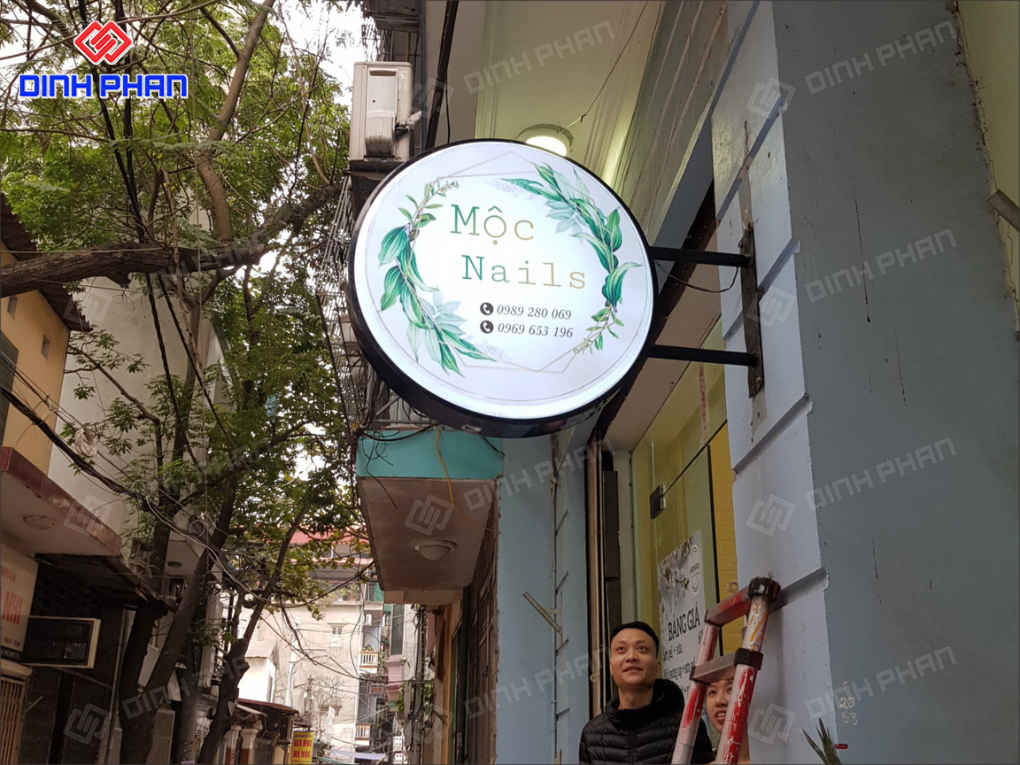 DINH PHAN
Mộc
Nails
0989 280 069
0969 653 196
BẢNG GIÁ